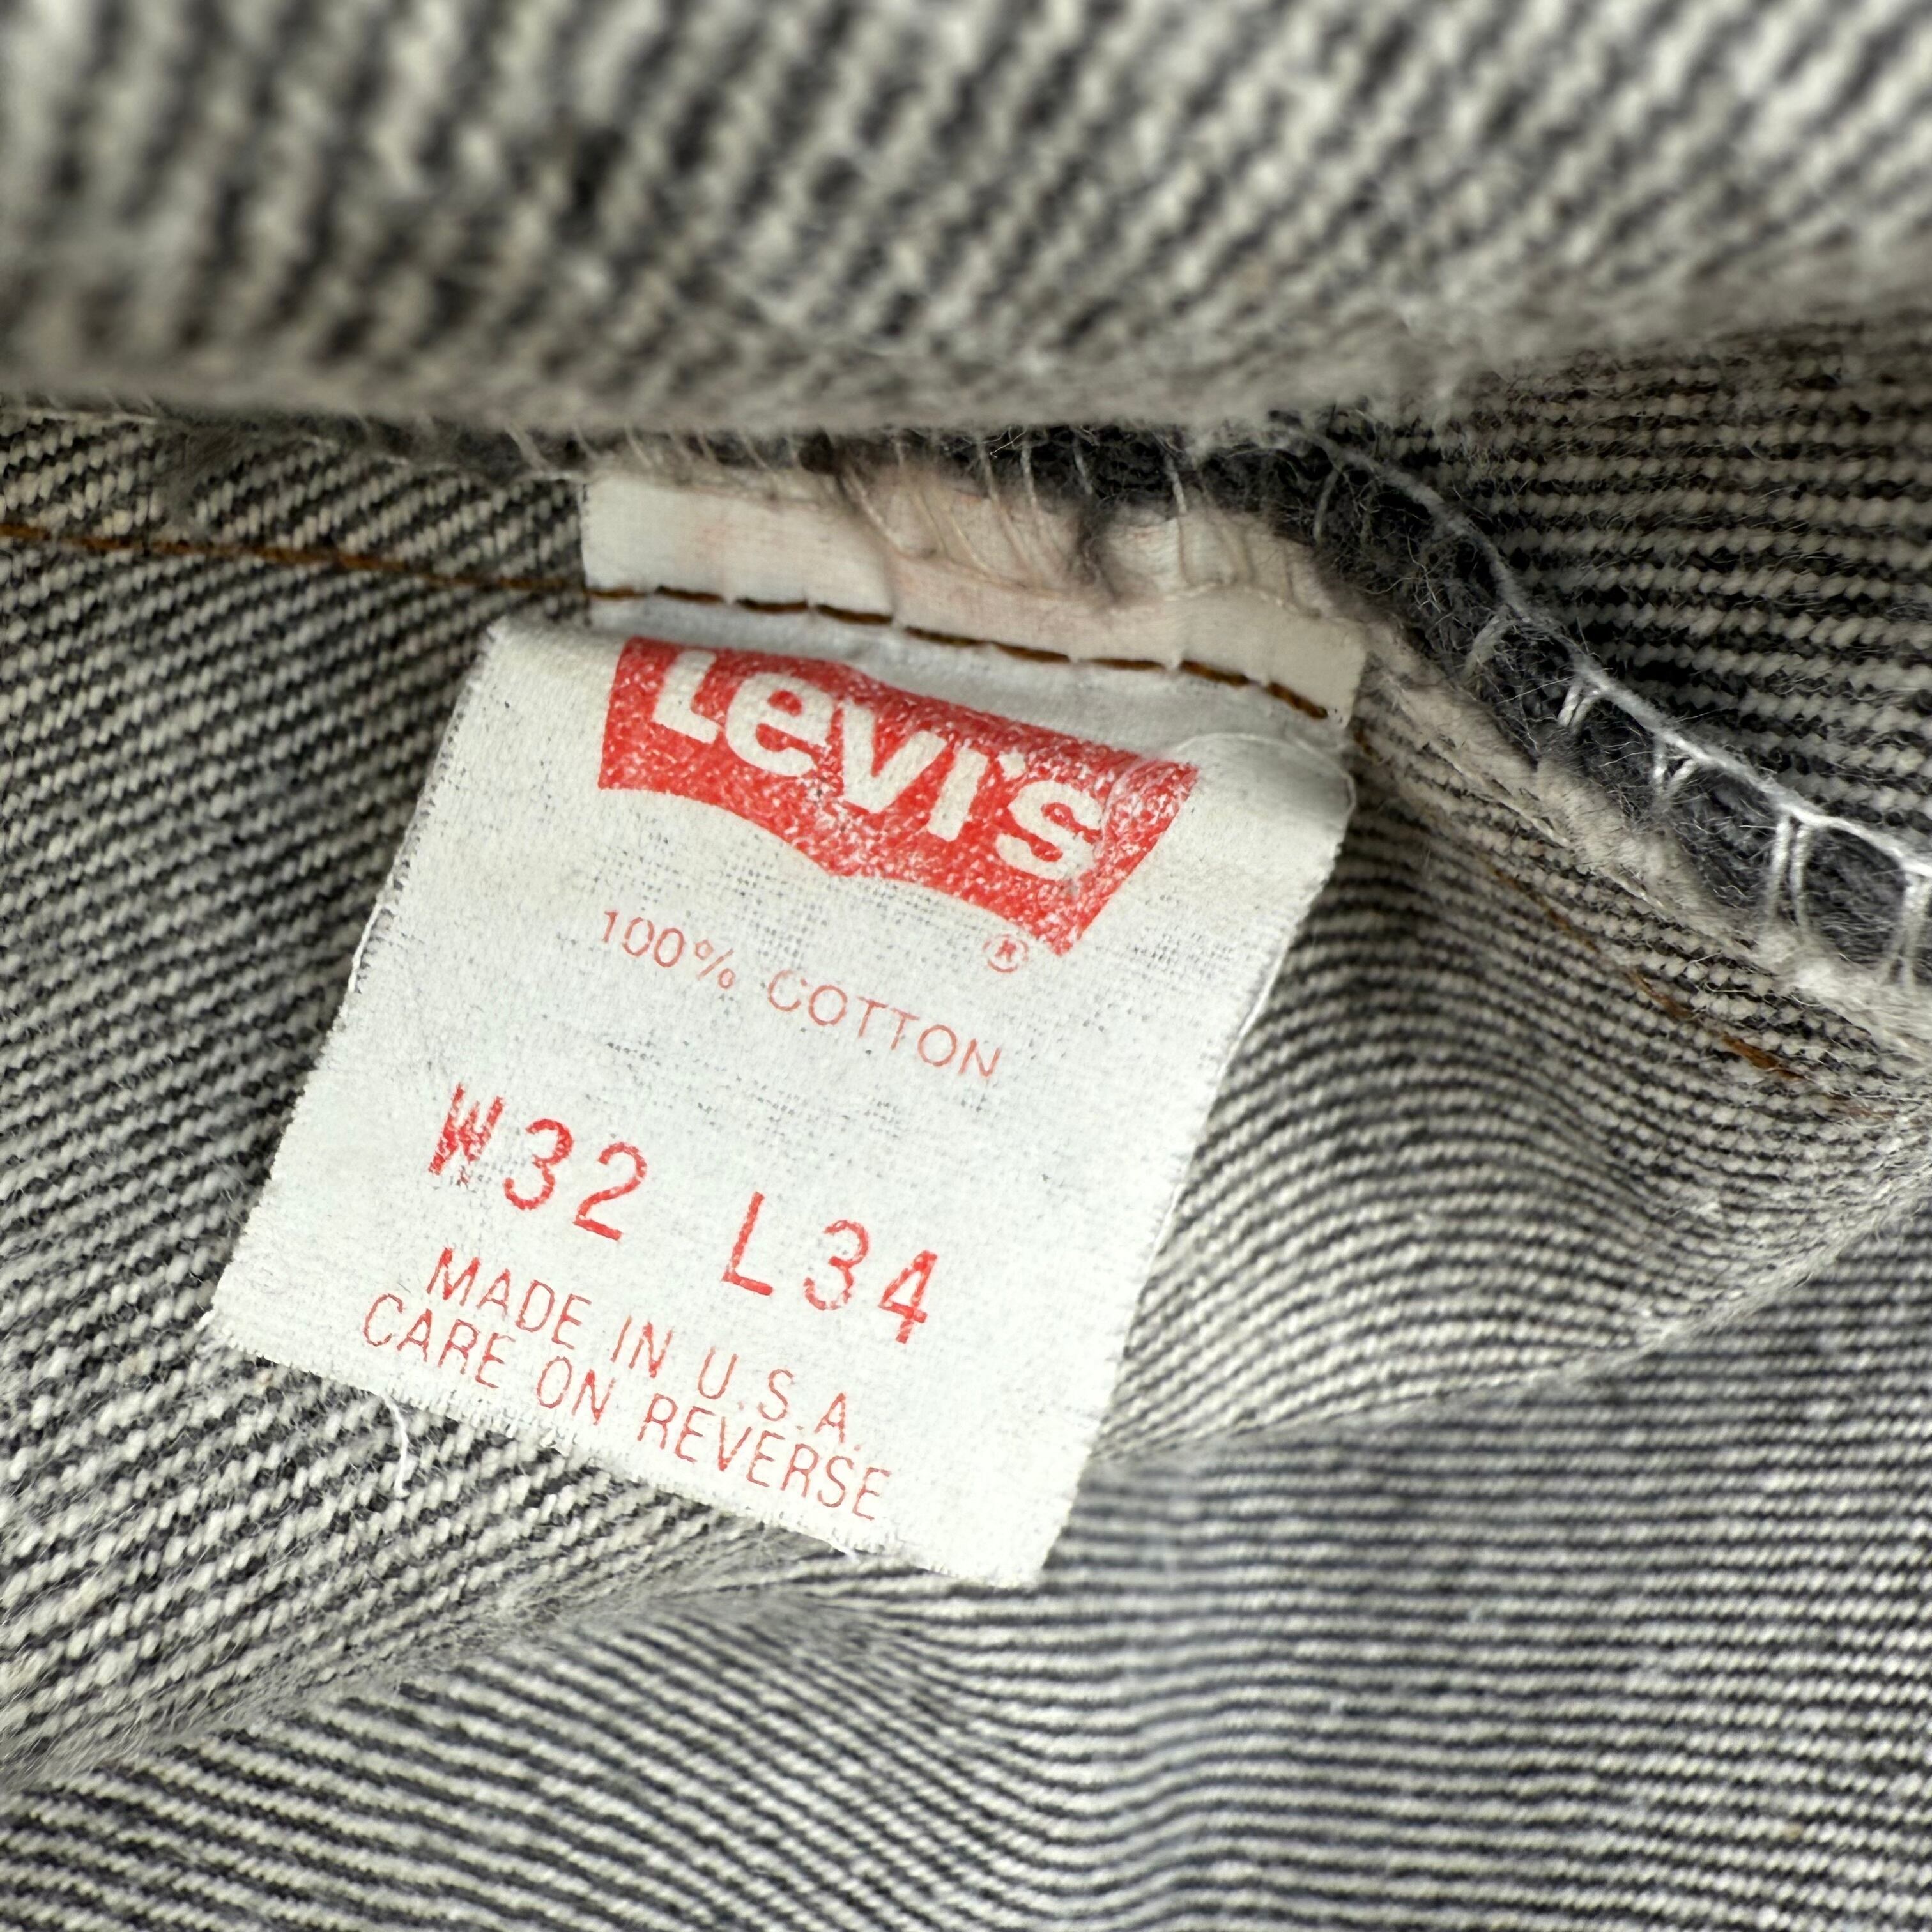 Levi's
®
100% COTTON
W32 L34
MADE IN U.S.A.
CARE ON REVERSE